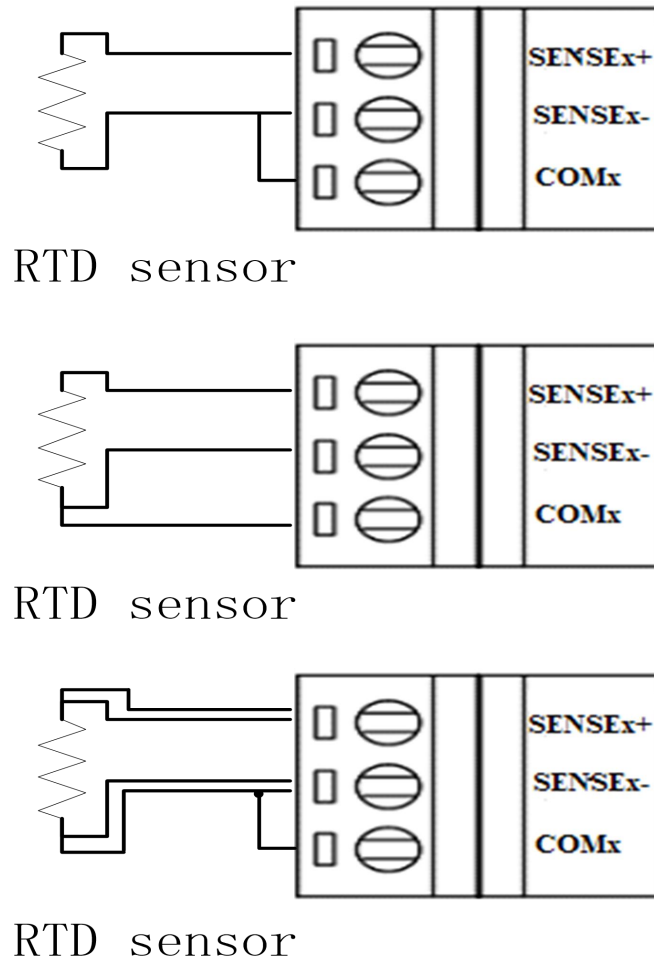 SENSEx+
SENSEx-
COMx
RTD sensor
SENSEx+
SENSEx-
COMx
RTD sensor
SENSEx+
SENSEx-
COMx
RTD sensor